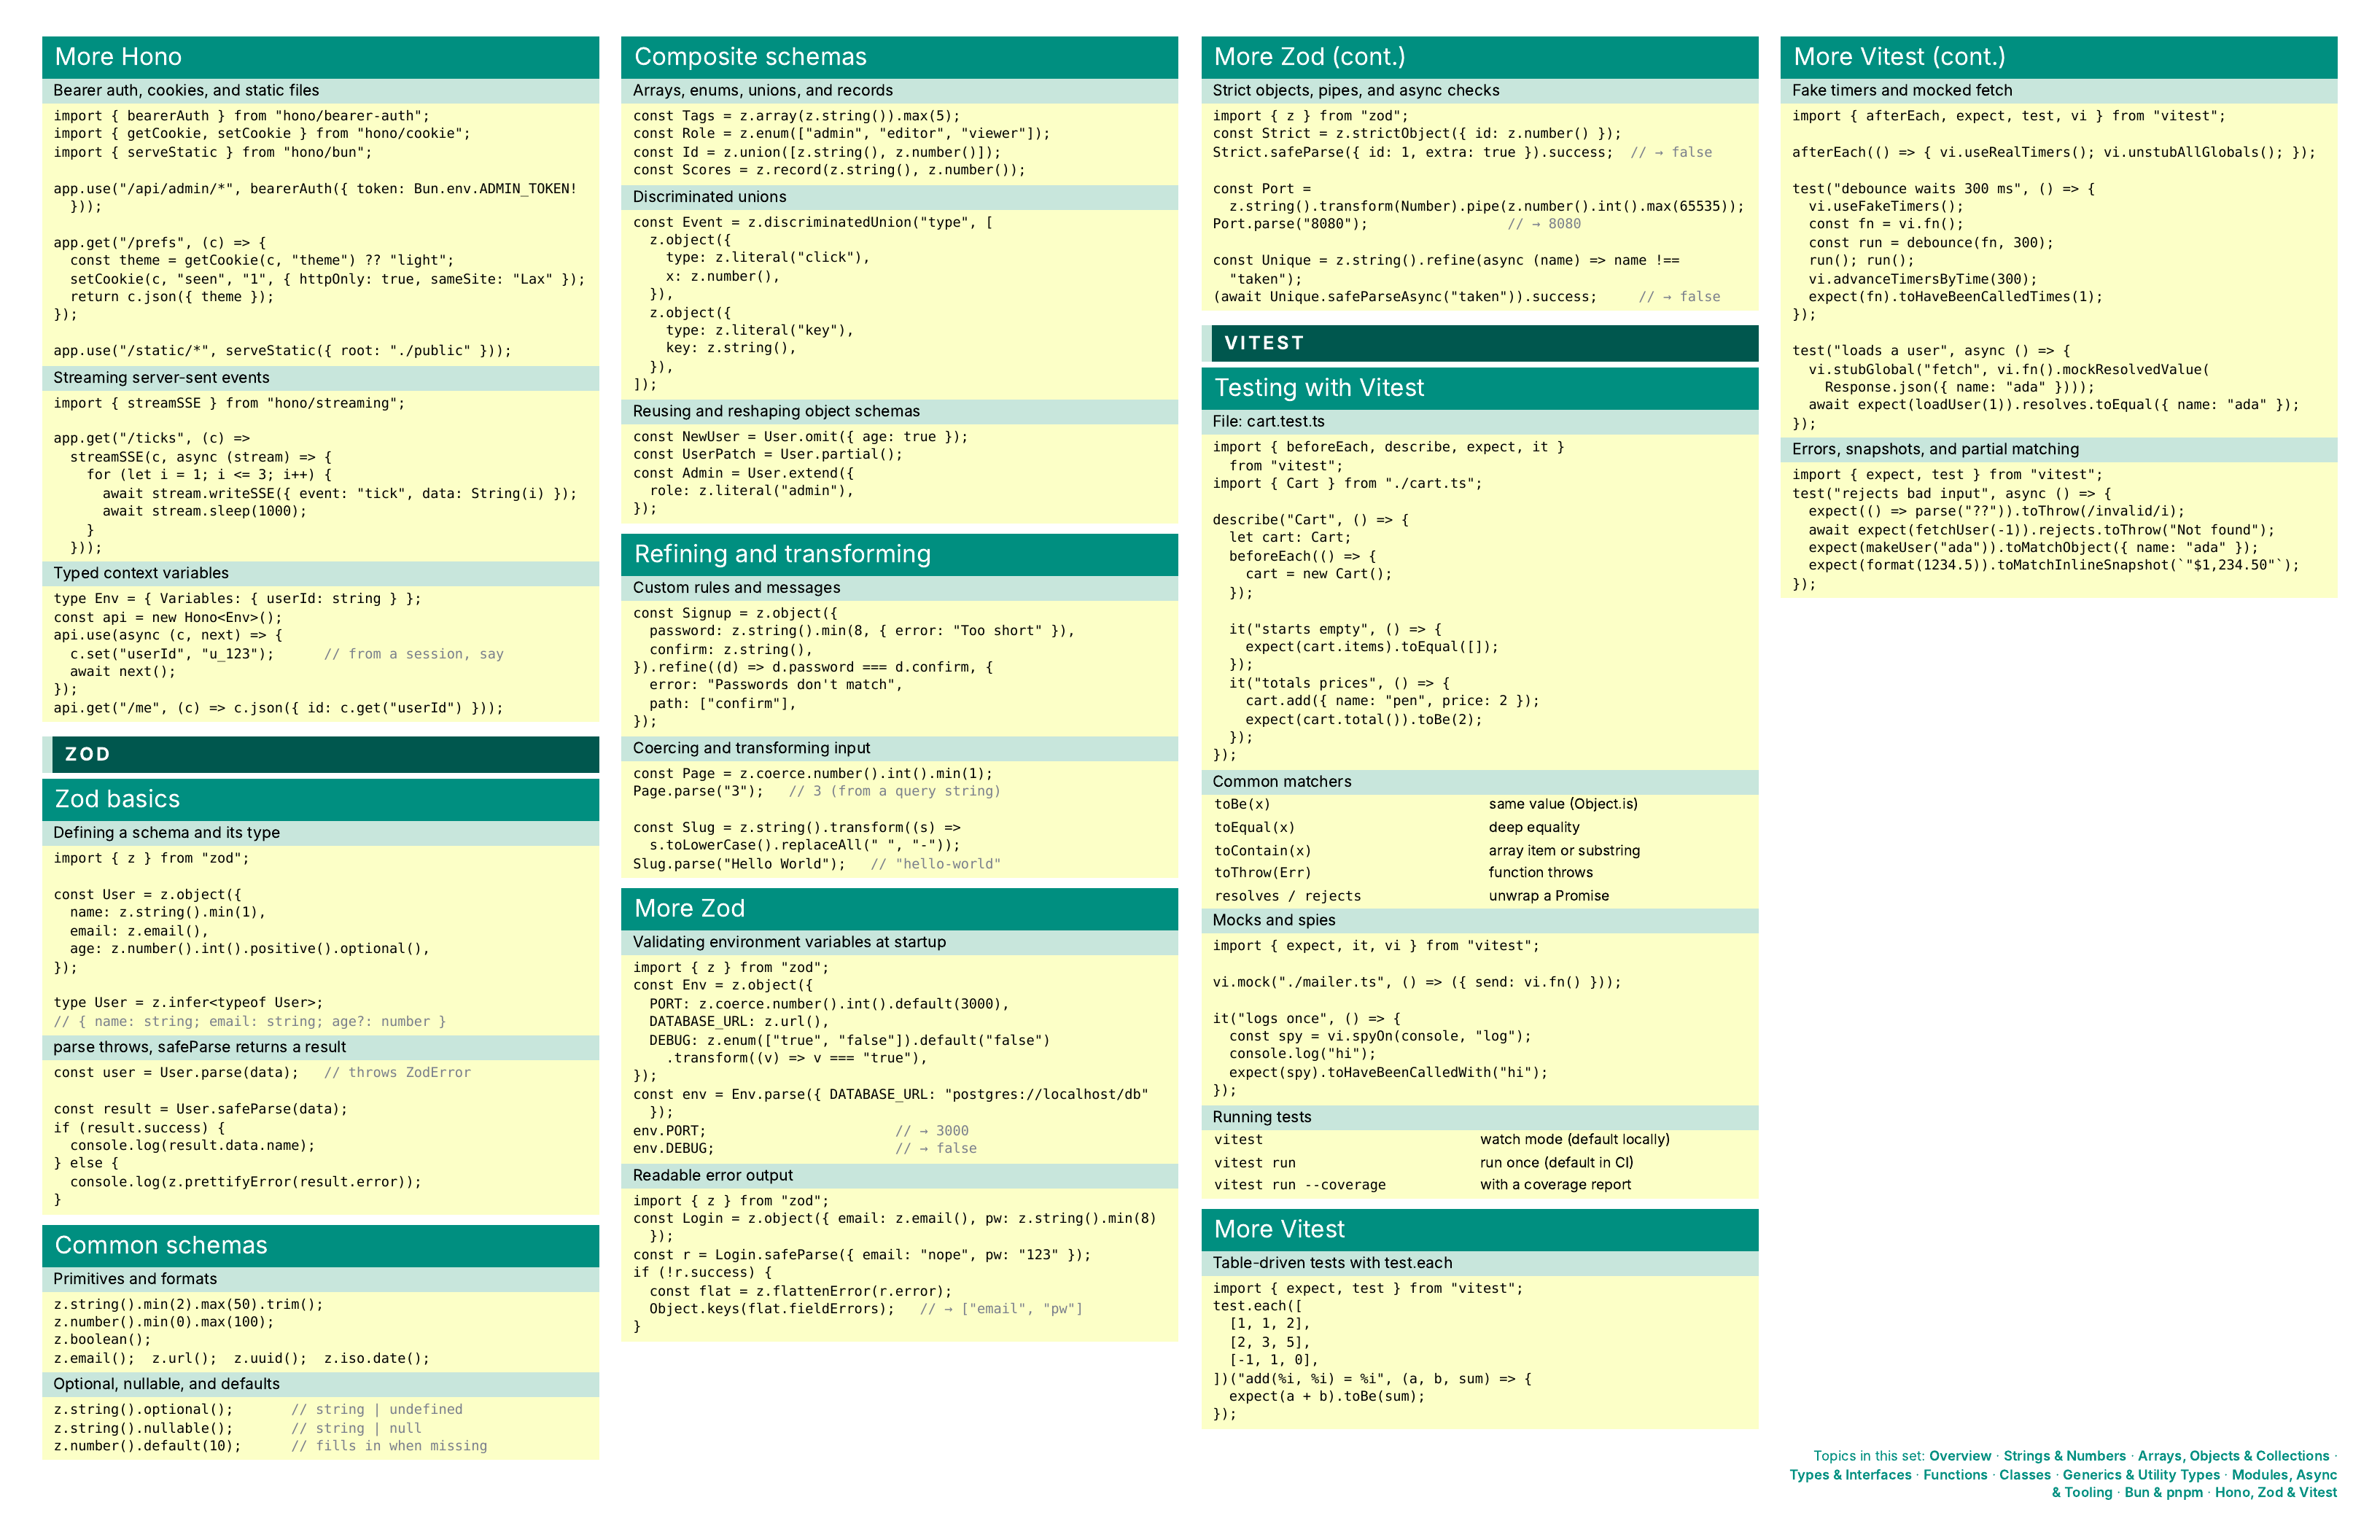 More Hono
Bearer auth, cookies, and static files
import { bearerAuth } from "hono/bearer-auth";
import { getCookie, setCookie } from "hono/cookie";
import { serveStatic } from "hono/bun";
app.use("/api/admin/*", bearerAuth({ token: Bun.env.ADMIN_TOKEN!
  }));
app.get("/prefs", (c) => {
  const theme = getCookie(c, "theme") ?? "light";
  setCookie(c, "seen", "1", { httpOnly: true, sameSite: "Lax" });
  return c.json({ theme });
});
app.use("/static/*", serveStatic({ root: "./public" }));
Streaming server-sent events
import { streamSSE } from "hono/streaming";
app.get("/ticks", (c) =>
  streamSSE(c, async (stream) => {
    for (let i = 1; i <= 3; i++) {
      await stream.writeSSE({ event: "tick", data: String(i) });
      await stream.sleep(1000);
    }
  }));
Typed context variables
type Env = { Variables: { userId: string } };
const api = new Hono<Env>();
api.use(async (c, next) => {
  c.set("userId", "u_123");      // from a session, say
  await next();
});
api.get("/me", (c) => c.json({ id: c.get("userId") }));
ZOD
Zod basics
Defining a schema and its type
import { z } from "zod";
const User = z.object({
  name: z.string().min(1),
  email: z.email(),
  age: z.number().int().positive().optional(),
});
type User = z.infer<typeof User>;
// { name: string; email: string; age?: number }
parse throws, safeParse returns a result
const user = User.parse(data);   // throws ZodError
const result = User.safeParse(data);
if (result.success) {
  console.log(result.data.name);
} else {
  console.log(z.prettifyError(result.error));
}
Common schemas
Primitives and formats
z.string().min(2).max(50).trim();
z.number().min(0).max(100);
z.boolean();
z.email();  z.url();  z.uuid();  z.iso.date();
Optional, nullable, and defaults
z.string().optional();       // string | undefined
z.string().nullable();       // string | null
z.number().default(10);      // fills in when missing
Composite schemas
Arrays, enums, unions, and records
const Tags = z.array(z.string()).max(5);
const Role = z.enum(["admin", "editor", "viewer"]);
const Id = z.union([z.string(), z.number()]);
const Scores = z.record(z.string(), z.number());
Discriminated unions
const Event = z.discriminatedUnion("type", [
  z.object({
    type: z.literal("click"),
    x: z.number(),
  }),
  z.object({
    type: z.literal("key"),
    key: z.string(),
  }),
]);
Reusing and reshaping object schemas
const NewUser = User.omit({ age: true });
const UserPatch = User.partial();
const Admin = User.extend({
  role: z.literal("admin"),
});
Refining and transforming
Custom rules and messages
const Signup = z.object({
  password: z.string().min(8, { error: "Too short" }),
  confirm: z.string(),
}).refine((d) => d.password === d.confirm, {
  error: "Passwords don't match",
  path: ["confirm"],
});
Coercing and transforming input
const Page = z.coerce.number().int().min(1);
Page.parse("3");   // 3 (from a query string)
const Slug = z.string().transform((s) =>
  s.toLowerCase().replaceAll(" ", "-"));
Slug.parse("Hello World");   // "hello-world"
More Zod
Validating environment variables at startup
import { z } from "zod";
const Env = z.object({
  PORT: z.coerce.number().int().default(3000),
  DATABASE_URL: z.url(),
  DEBUG: z.enum(["true", "false"]).default("false")
    .transform((v) => v === "true"),
});
const env = Env.parse({ DATABASE_URL: "postgres://localhost/db"
  });
env.PORT;                       // → 3000
env.DEBUG;                      // → false
Readable error output
import { z } from "zod";
const Login = z.object({ email: z.email(), pw: z.string().min(8)
  });
const r = Login.safeParse({ email: "nope", pw: "123" });
if (!r.success) {
  const flat = z.flattenError(r.error);
  Object.keys(flat.fieldErrors);   // → ["email", "pw"]
}
More Zod (cont.)
Strict objects, pipes, and async checks
import { z } from "zod";
const Strict = z.strictObject({ id: z.number() });
Strict.safeParse({ id: 1, extra: true }).success;  // → false
const Port =
  z.string().transform(Number).pipe(z.number().int().max(65535));
Port.parse("8080");                 // → 8080
const Unique = z.string().refine(async (name) => name !==
  "taken");
(await Unique.safeParseAsync("taken")).success;     // → false
VITEST
Testing with Vitest
File: cart.test.ts
import { beforeEach, describe, expect, it }
  from "vitest";
import { Cart } from "./cart.ts";
describe("Cart", () => {
  let cart: Cart;
  beforeEach(() => {
    cart = new Cart();
  });
  it("starts empty", () => {
    expect(cart.items).toEqual([]);
  });
  it("totals prices", () => {
    cart.add({ name: "pen", price: 2 });
    expect(cart.total()).toBe(2);
  });
});
Common matchers
toBe(x) same value (Object.is)
toEqual(x) deep equality
toContain(x) array item or substring
toThrow(Err) function throws
resolves / rejects unwrap a Promise
Mocks and spies
import { expect, it, vi } from "vitest";
vi.mock("./mailer.ts", () => ({ send: vi.fn() }));
it("logs once", () => {
  const spy = vi.spyOn(console, "log");
  console.log("hi");
  expect(spy).toHaveBeenCalledWith("hi");
});
Running tests
vitest watch mode (default locally)
vitest run run once (default in CI)
vitest run --coverage with a coverage report
More Vitest
Table-driven tests with test.each
import { expect, test } from "vitest";
test.each([
  [1, 1, 2],
  [2, 3, 5],
  [-1, 1, 0],
])("add(%i, %i) = %i", (a, b, sum) => {
  expect(a + b).toBe(sum);
});
More Vitest (cont.)
Fake timers and mocked fetch
import { afterEach, expect, test, vi } from "vitest";
afterEach(() => { vi.useRealTimers(); vi.unstubAllGlobals(); });
test("debounce waits 300 ms", () => {
  vi.useFakeTimers();
  const fn = vi.fn();
  const run = debounce(fn, 300);
  run(); run();
  vi.advanceTimersByTime(300);
  expect(fn).toHaveBeenCalledTimes(1);
});
test("loads a user", async () => {
  vi.stubGlobal("fetch", vi.fn().mockResolvedValue(
    Response.json({ name: "ada" })));
  await expect(loadUser(1)).resolves.toEqual({ name: "ada" });
});
Errors, snapshots, and partial matching
import { expect, test } from "vitest";
test("rejects bad input", async () => {
  expect(() => parse("??")).toThrow(/invalid/i);
  await expect(fetchUser(-1)).rejects.toThrow("Not found");
  expect(makeUser("ada")).toMatchObject({ name: "ada" });
  expect(format(1234.5)).toMatchInlineSnapshot(`"$1,234.50"`);
});
Topics in this set: Overview · Strings & Numbers · Arrays, Objects & Collections ·
Types & Interfaces · Functions · Classes · Generics & Utility Types · Modules, Async
& Tooling · Bun & pnpm · Hono, Zod & Vitest